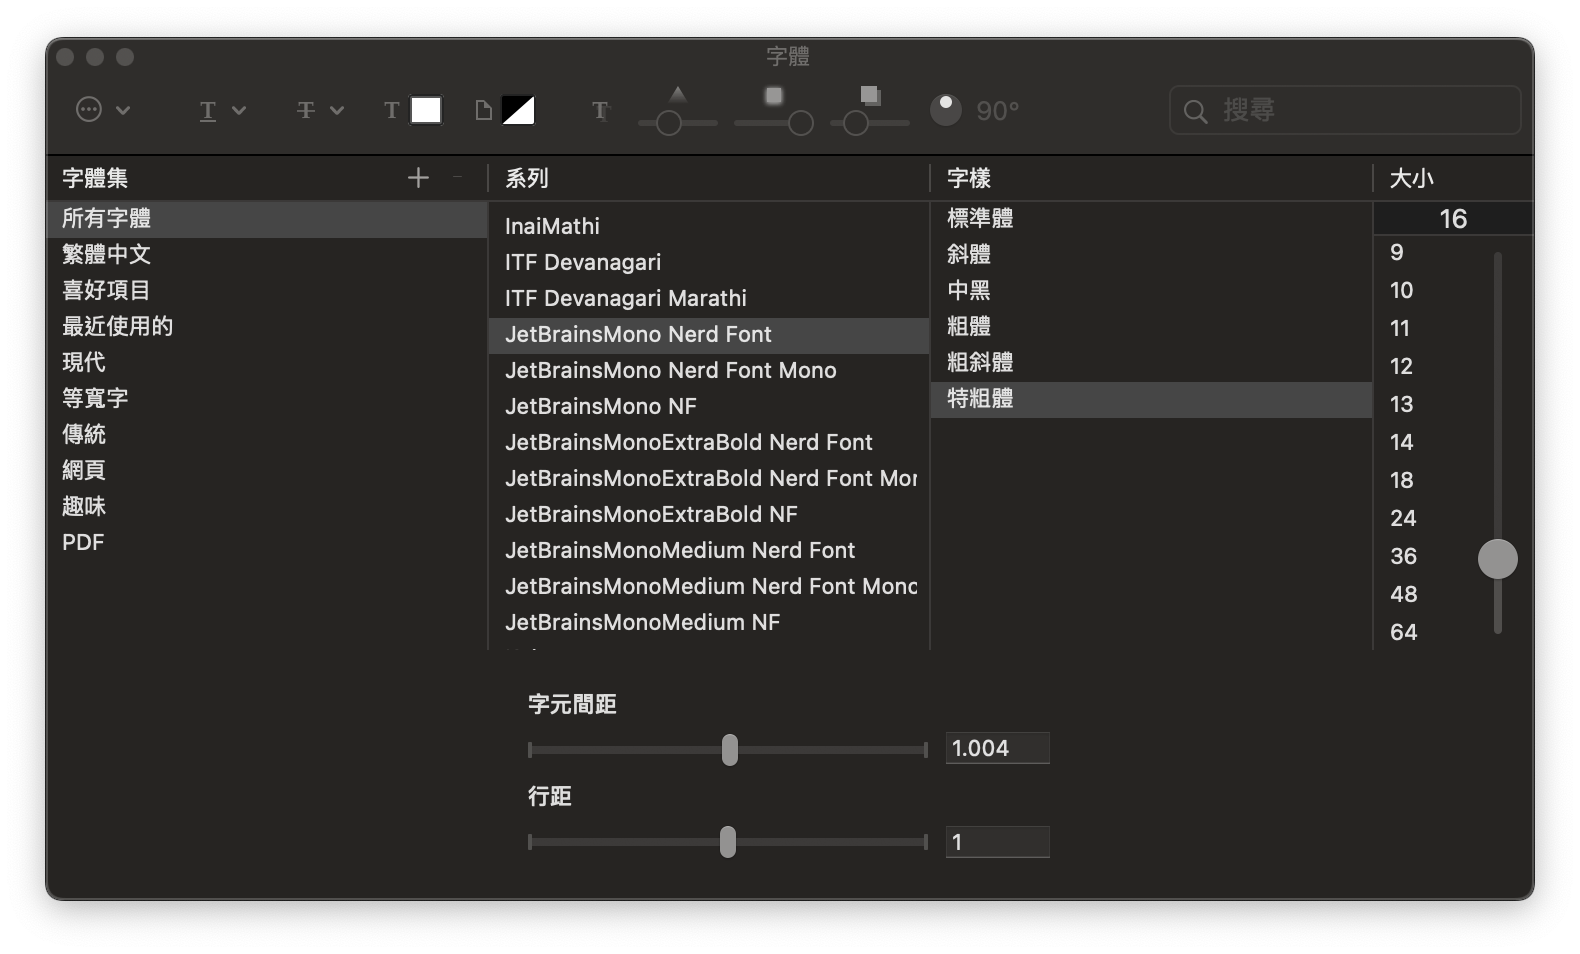 字體
T
T
T
T
90°
搜尋
字體集
系列
字樣
大小
所有字體
繁體中文
喜好項目
最近使用的
現代
等寬字
傳統
網頁
趣味
PDF
InaiMathi
ITF Devanagari
ITF Devanagari Marathi
JetBrainsMono Nerd Font
JetBrainsMono Nerd Font Mono
JetBrainsMono NF
JetBrainsMonoExtraBold Nerd Font
JetBrainsMonoExtraBold Nerd Font Mor
JetBrainsMonoExtraBold NF
JetBrainsMonoMedium Nerd Font
JetBrainsMonoMedium Nerd Font Mono
JetBrainsMonoMedium NF
標準體
斜體
中黑
粗體
粗斜體
特粗體
16
9
10
11
12
13
14
18
24
36
48
64
字元間距
1.004
行距
1